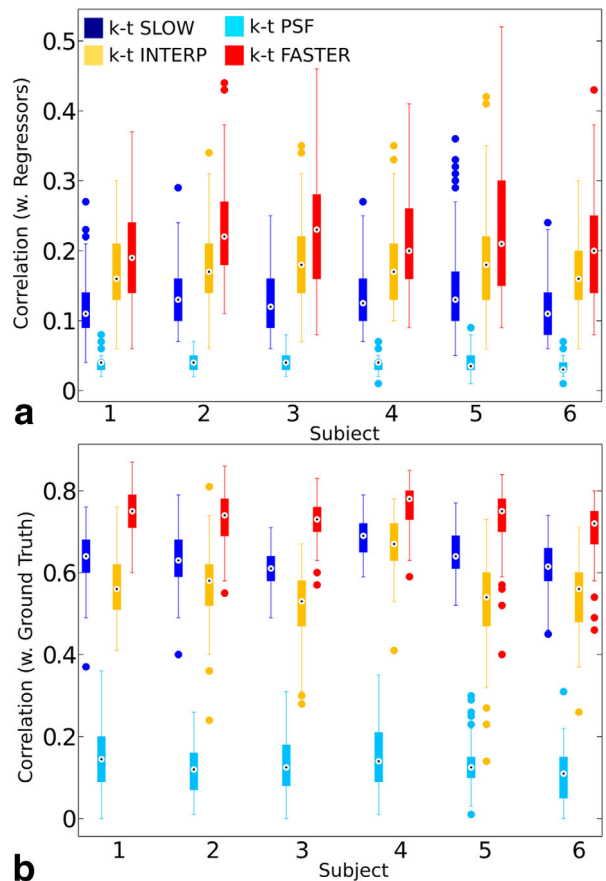 k-t SLOW k-t PSF
k-t INTERP k-t FASTER
Correlation (w. Regressors)
0.5
0.4
0.3
0.2
0.1
0
1 2 3 4 5 6
Subject
a
Correlation (w. Ground Truth)
0.8
0.6
0.4
0.2
0
1 2 3 4 5 6
Subject
b